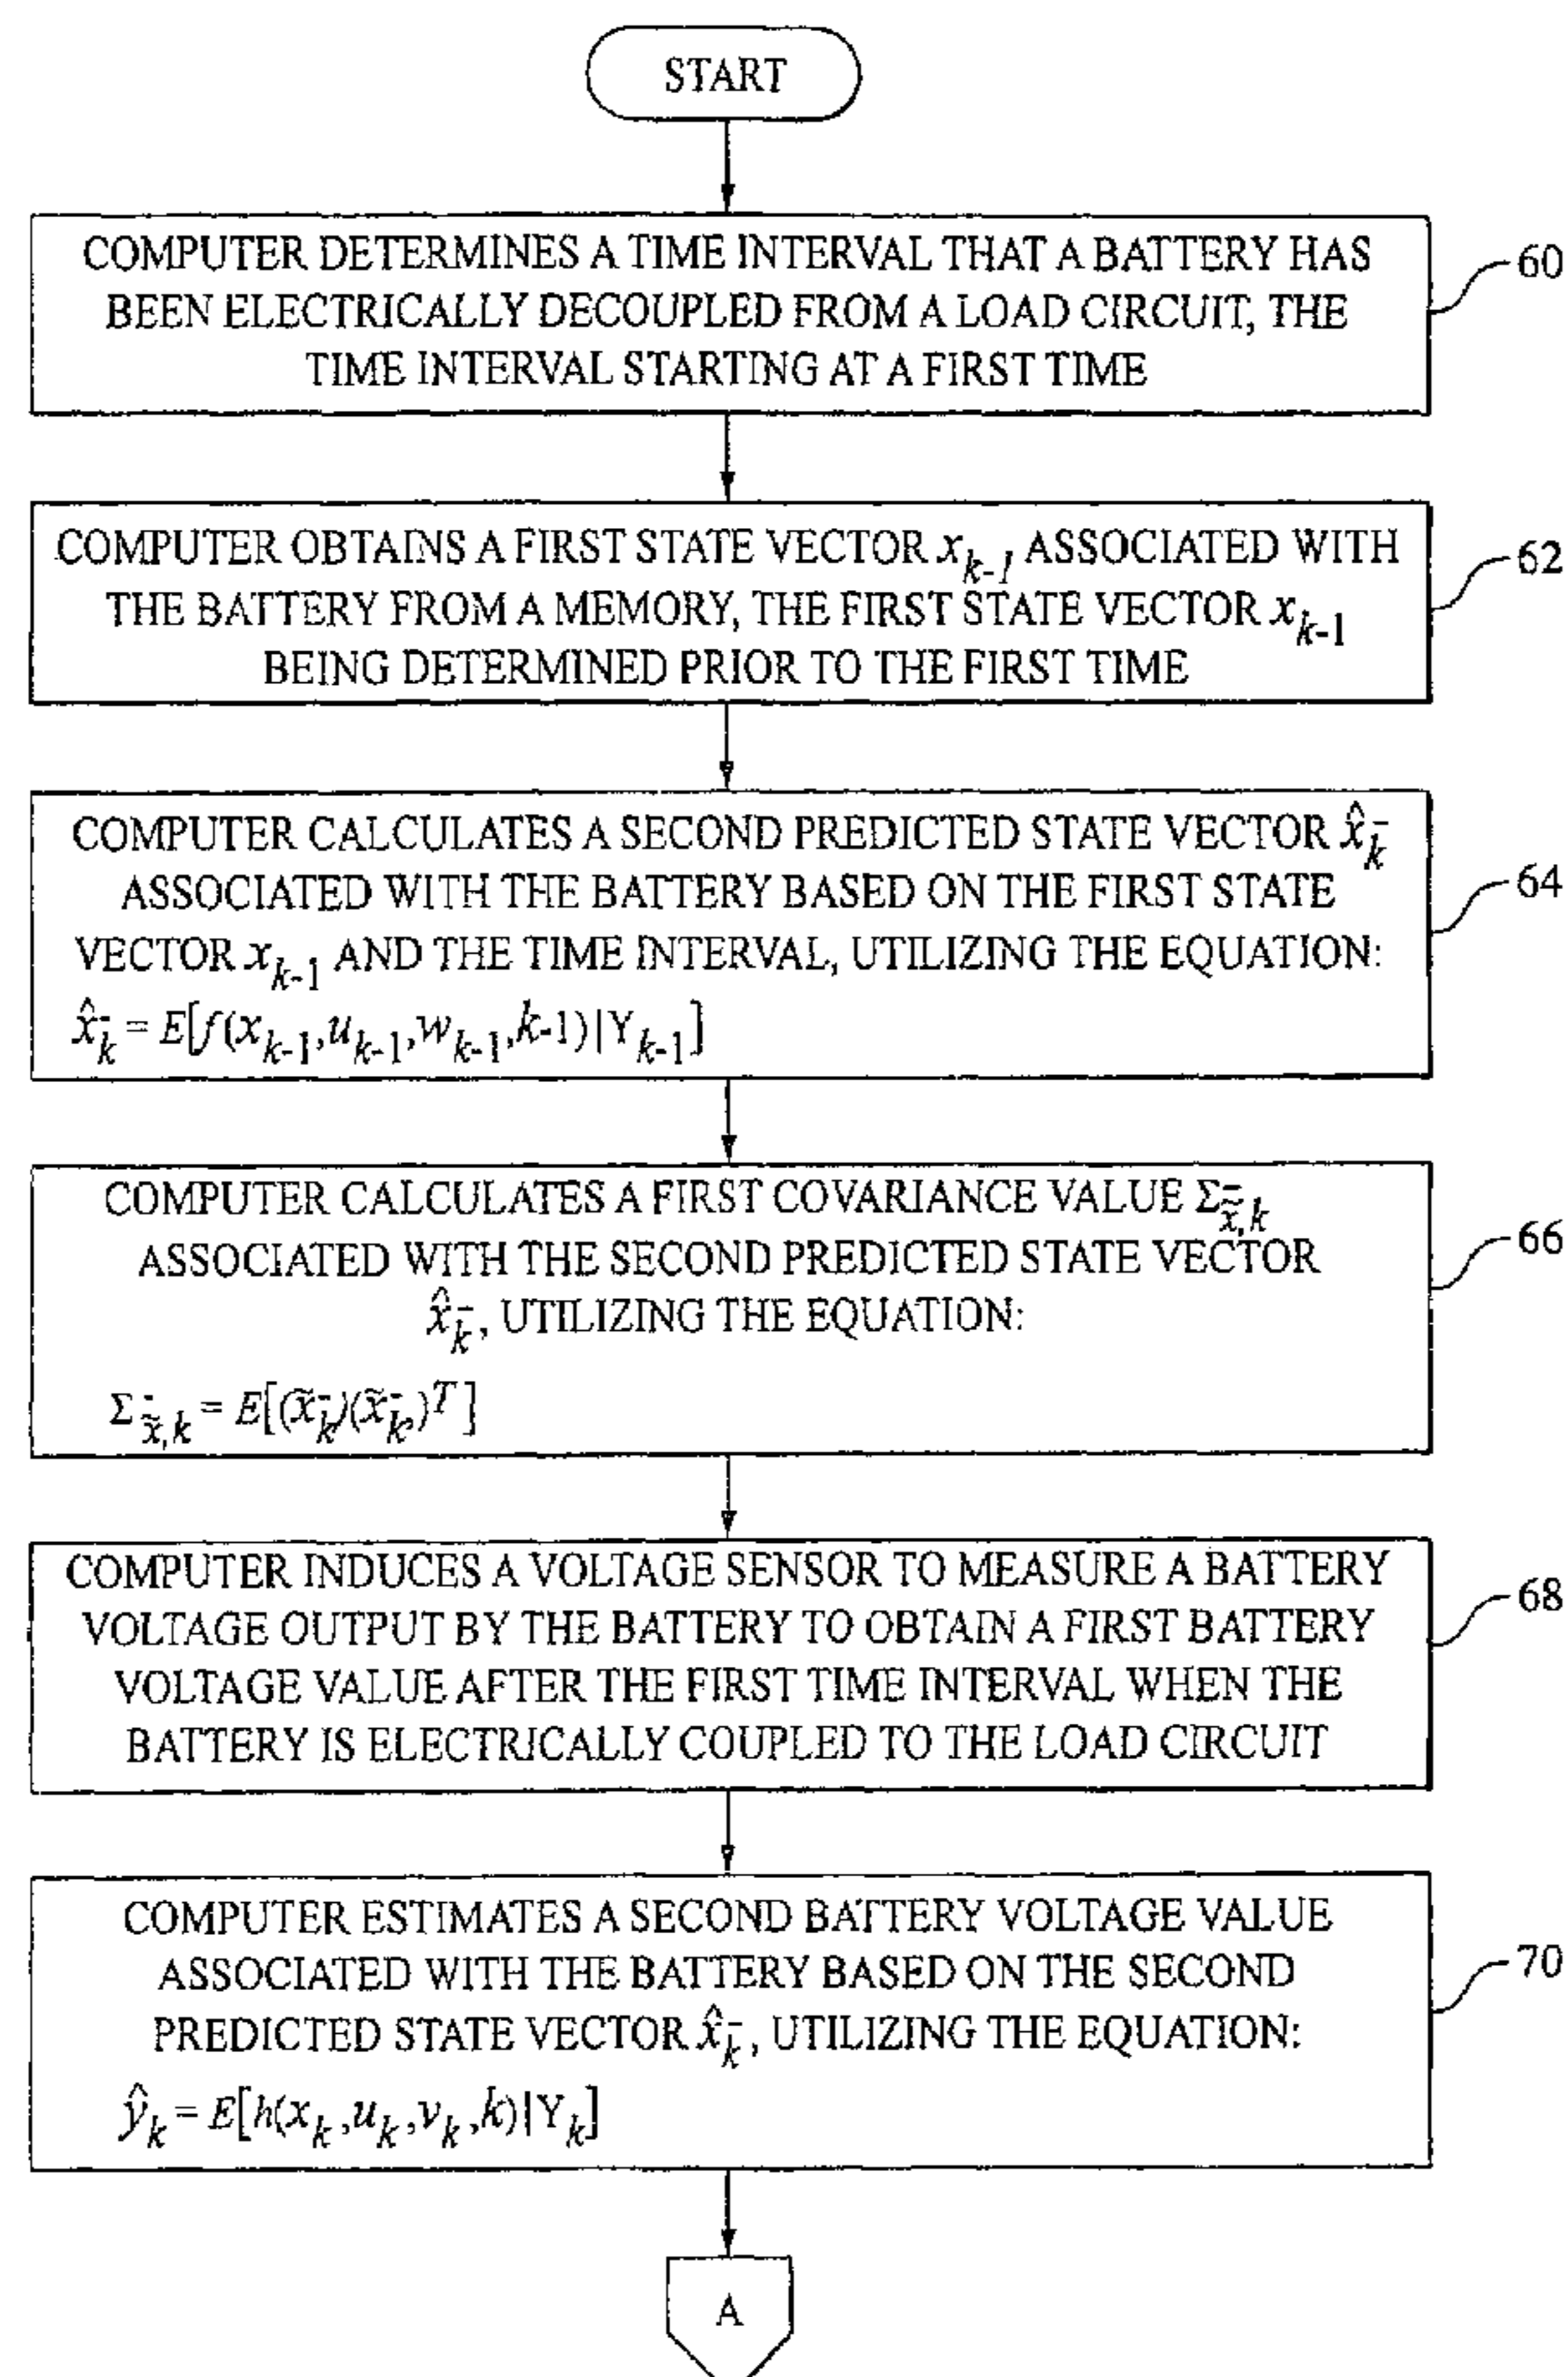 START
COMPUTER DETERMINES A TIME INTERVAL THAT A BATTERY HAS
BEEN ELECTRICALLY DECOUPLED FROM A LOAD CIRCUIT, THE
TIME INTERVAL STARTING AT A FIRST TIME
60
COMPUTER OBTAINS A FIRST STATE VECTOR x_{k-1} ASSOCIATED WITH
THE BATTERY FROM A MEMORY, THE FIRST STATE VECTOR x_{k-1}
BEING DETERMINED PRIOR TO THE FIRST TIME
62
COMPUTER CALCULATES A SECOND PREDICTED STATE VECTOR x̂_k^-
ASSOCIATED WITH THE BATTERY BASED ON THE FIRST STATE
VECTOR x_{k-1} AND THE TIME INTERVAL, UTILIZING THE EQUATION:
x̂_k^- = E[f(x_{k-1},u_{k-1},w_{k-1},k-1)|Y_{k-1}]
64
COMPUTER CALCULATES A FIRST COVARIANCE VALUE Σ_{x̃,k}^-
ASSOCIATED WITH THE SECOND PREDICTED STATE VECTOR
x̂_k^-, UTILIZING THE EQUATION:
Σ_{x̃,k}^- = E[(x̃_k^-)(x̃_k^-)^T]
66
COMPUTER INDUCES A VOLTAGE SENSOR TO MEASURE A BATTERY
VOLTAGE OUTPUT BY THE BATTERY TO OBTAIN A FIRST BATTERY
VOLTAGE VALUE AFTER THE FIRST TIME INTERVAL WHEN THE
BATTERY IS ELECTRICALLY COUPLED TO THE LOAD CIRCUIT
68
COMPUTER ESTIMATES A SECOND BATTERY VOLTAGE VALUE
ASSOCIATED WITH THE BATTERY BASED ON THE SECOND
PREDICTED STATE VECTOR x̂_k^-, UTILIZING THE EQUATION:
ŷ_k = E[h(x_k,u_k,v_k,k)|Y_k]
70
A